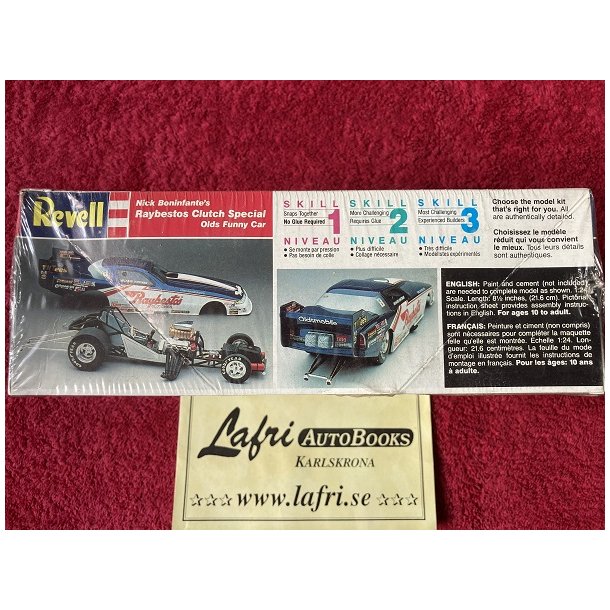 Revell
Nick Boninfante's
Raybestos Clutch Special
Olds Funny Car
SKILL
Snaps Together
No Glue Required
1
NIVEAU
• Se monte par pression
• Pas besoin de colle
SKILL
More Challenging
Requires Glue
2
NIVEAU
• Plus difficile
• Collage nécessaire
SKILL
Most Challenging
Experienced Builders
3
NIVEAU
• Très difficile
• Modélistes expérimentés
Choose the model kit
that's right for you. All
are authentically detailed.
Choisissez le modèle
réduit qui vous convient
le mieux. Tous leurs détails
sont authentiques.
ENGLISH: Paint and cement (not included)
are needed to complete model as shown. 1:24
Scale. Length: 8½ inches, (21.6 cm). Pictorial
instruction sheet provides assembly instruc-
tions in English. For ages 10 to adult.
FRANÇAIS: Peinture et ciment (non compris)
sont nécessaires pour compléter la maquette
telle qu'elle est montrée. Échelle 1:24. Lon-
gueur: 21,6 centimètres. La feuille du mode
d'emploi illustrée fournit les instructions de
montage en français. Pour les âges: 10 ans
à adulte.
Raybestos
Oldsmobile
Lafri AUTOBOOKS
KARLSKRONA
www.lafri.se